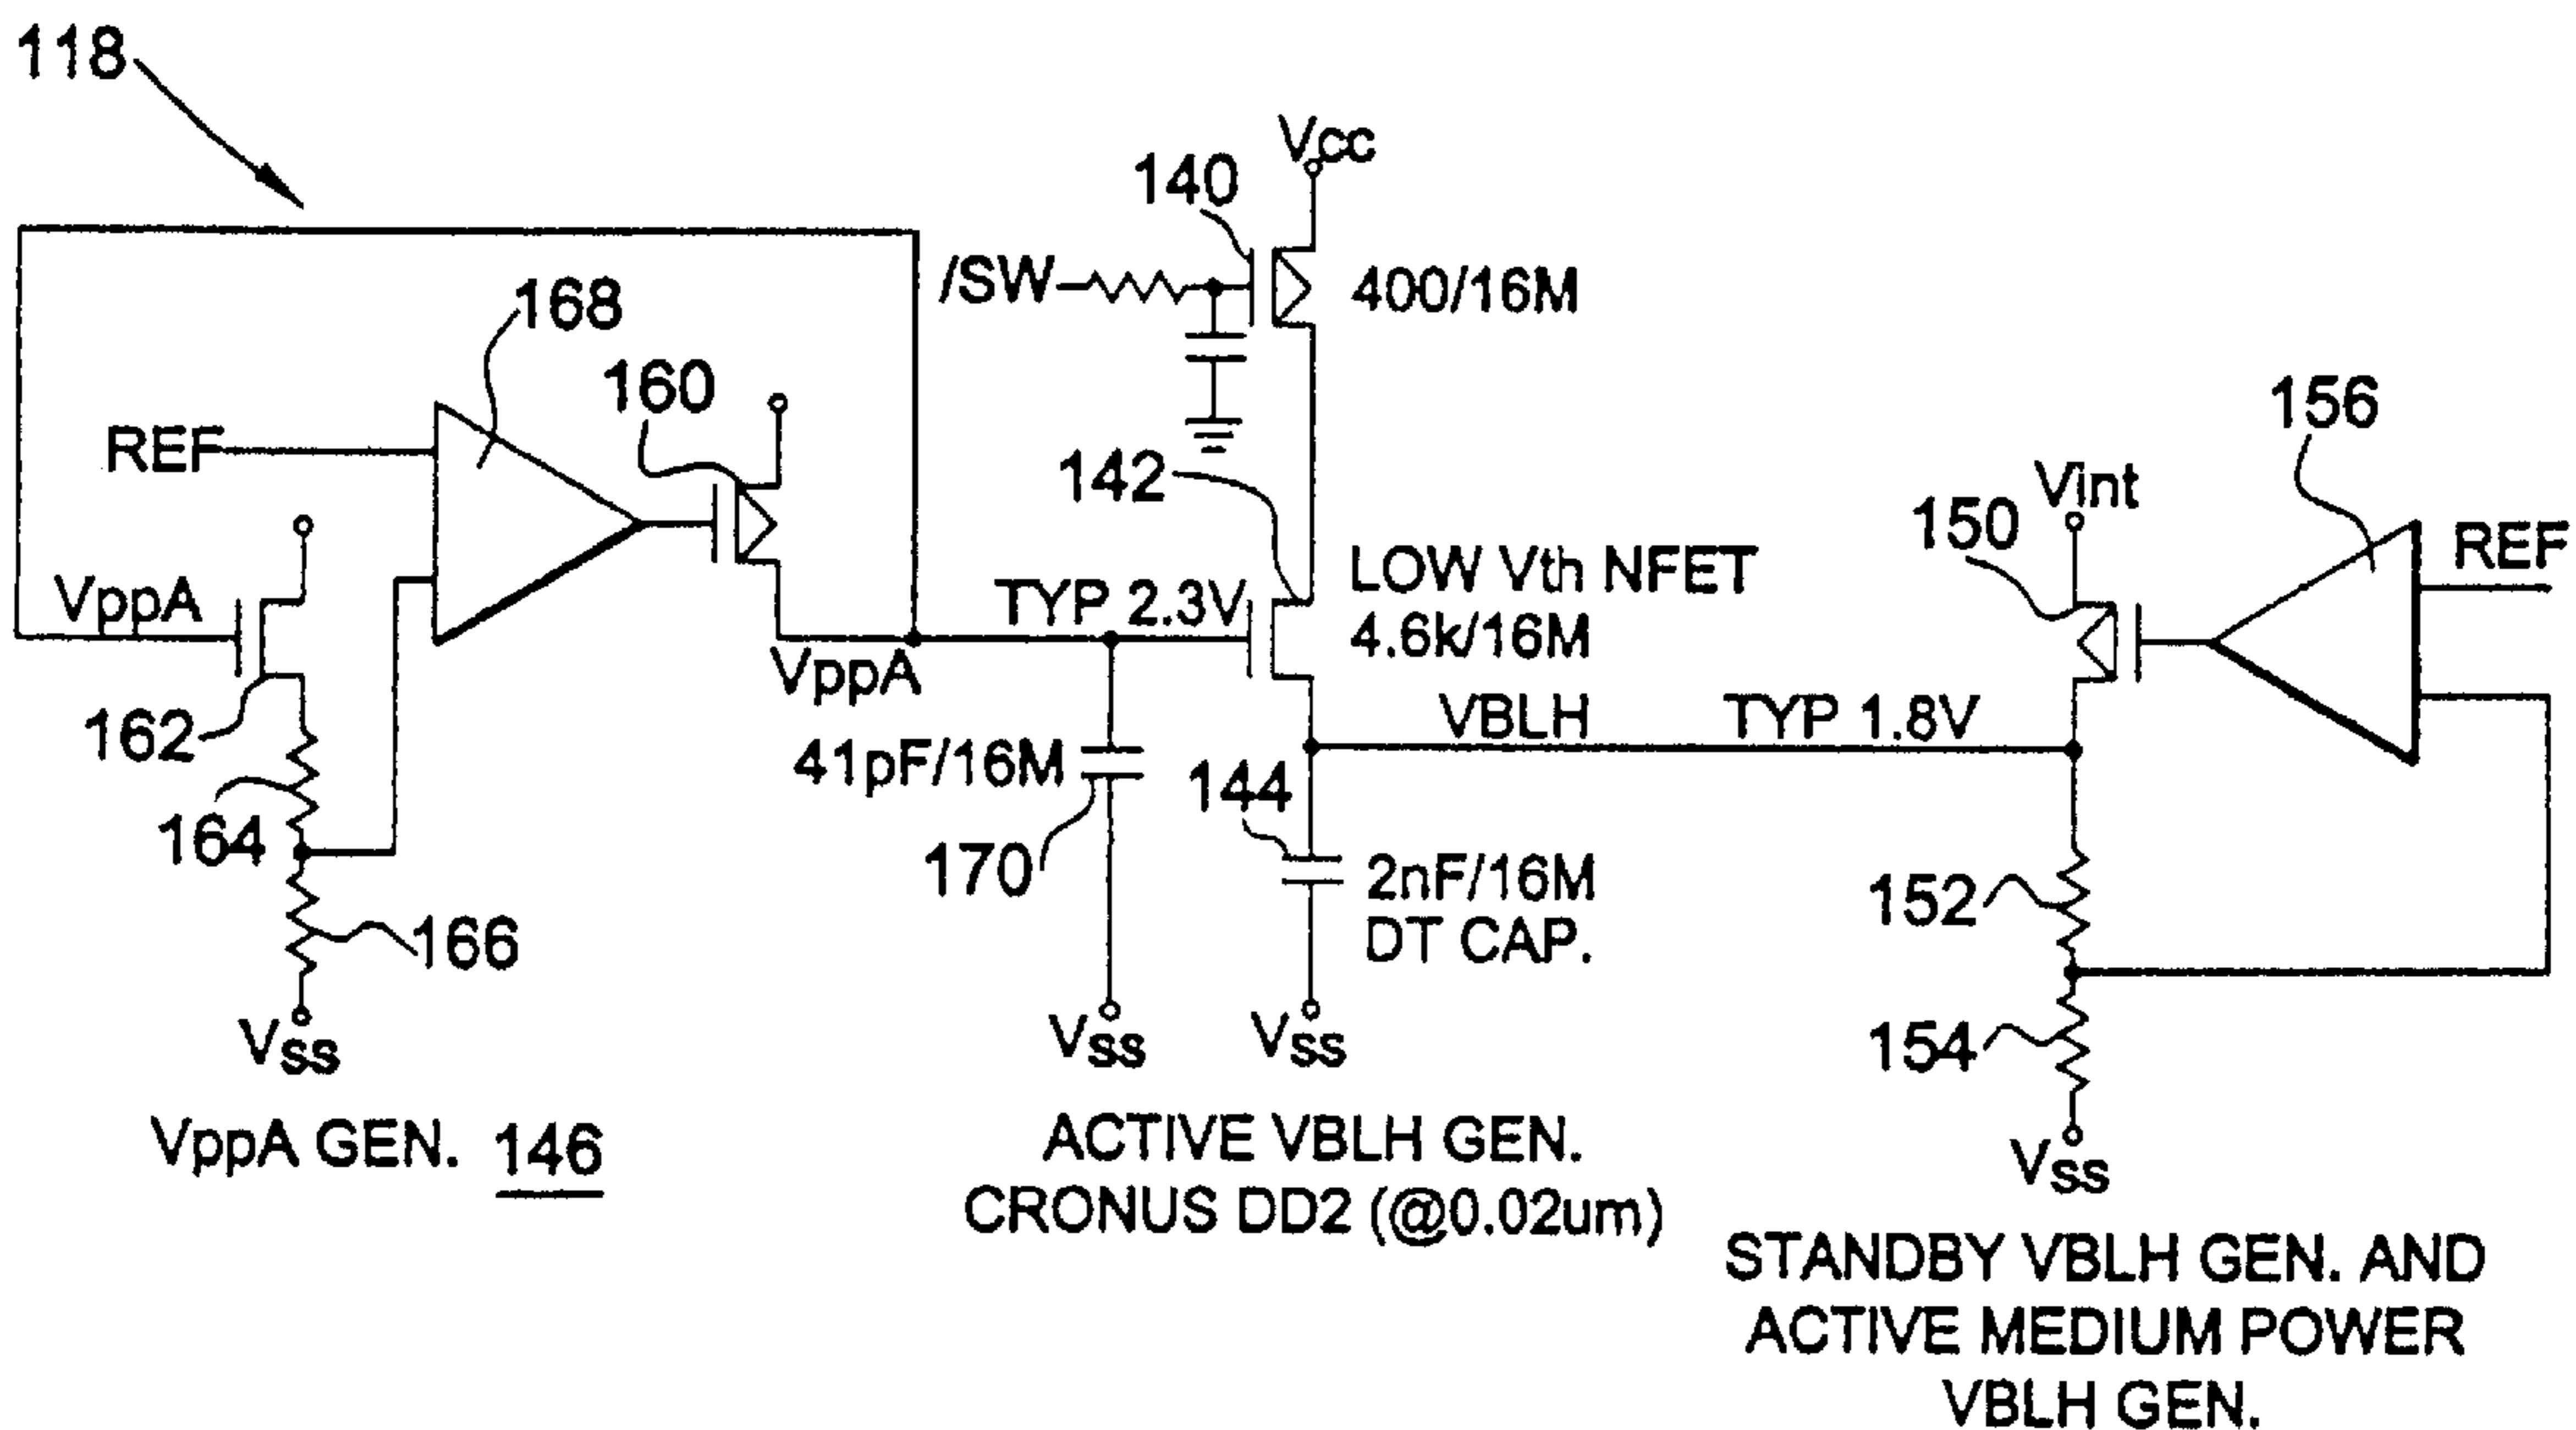 118
Vcc
140
/SW
400/16M
168
160
REF
142
156
Vint
150
REF
LOW Vth NFET
4.6k/16M
VppA
TYP 2.3V
VppA
VBLH
TYP 1.8V
162
41pF/16M
144
164
170
2nF/16M
DT CAP.
152
166
Vss
Vss
Vss
154
VppA GEN. 146
ACTIVE VBLH GEN.
CRONUS DD2 (@0.02um)
Vss
STANDBY VBLH GEN. AND
ACTIVE MEDIUM POWER
VBLH GEN.